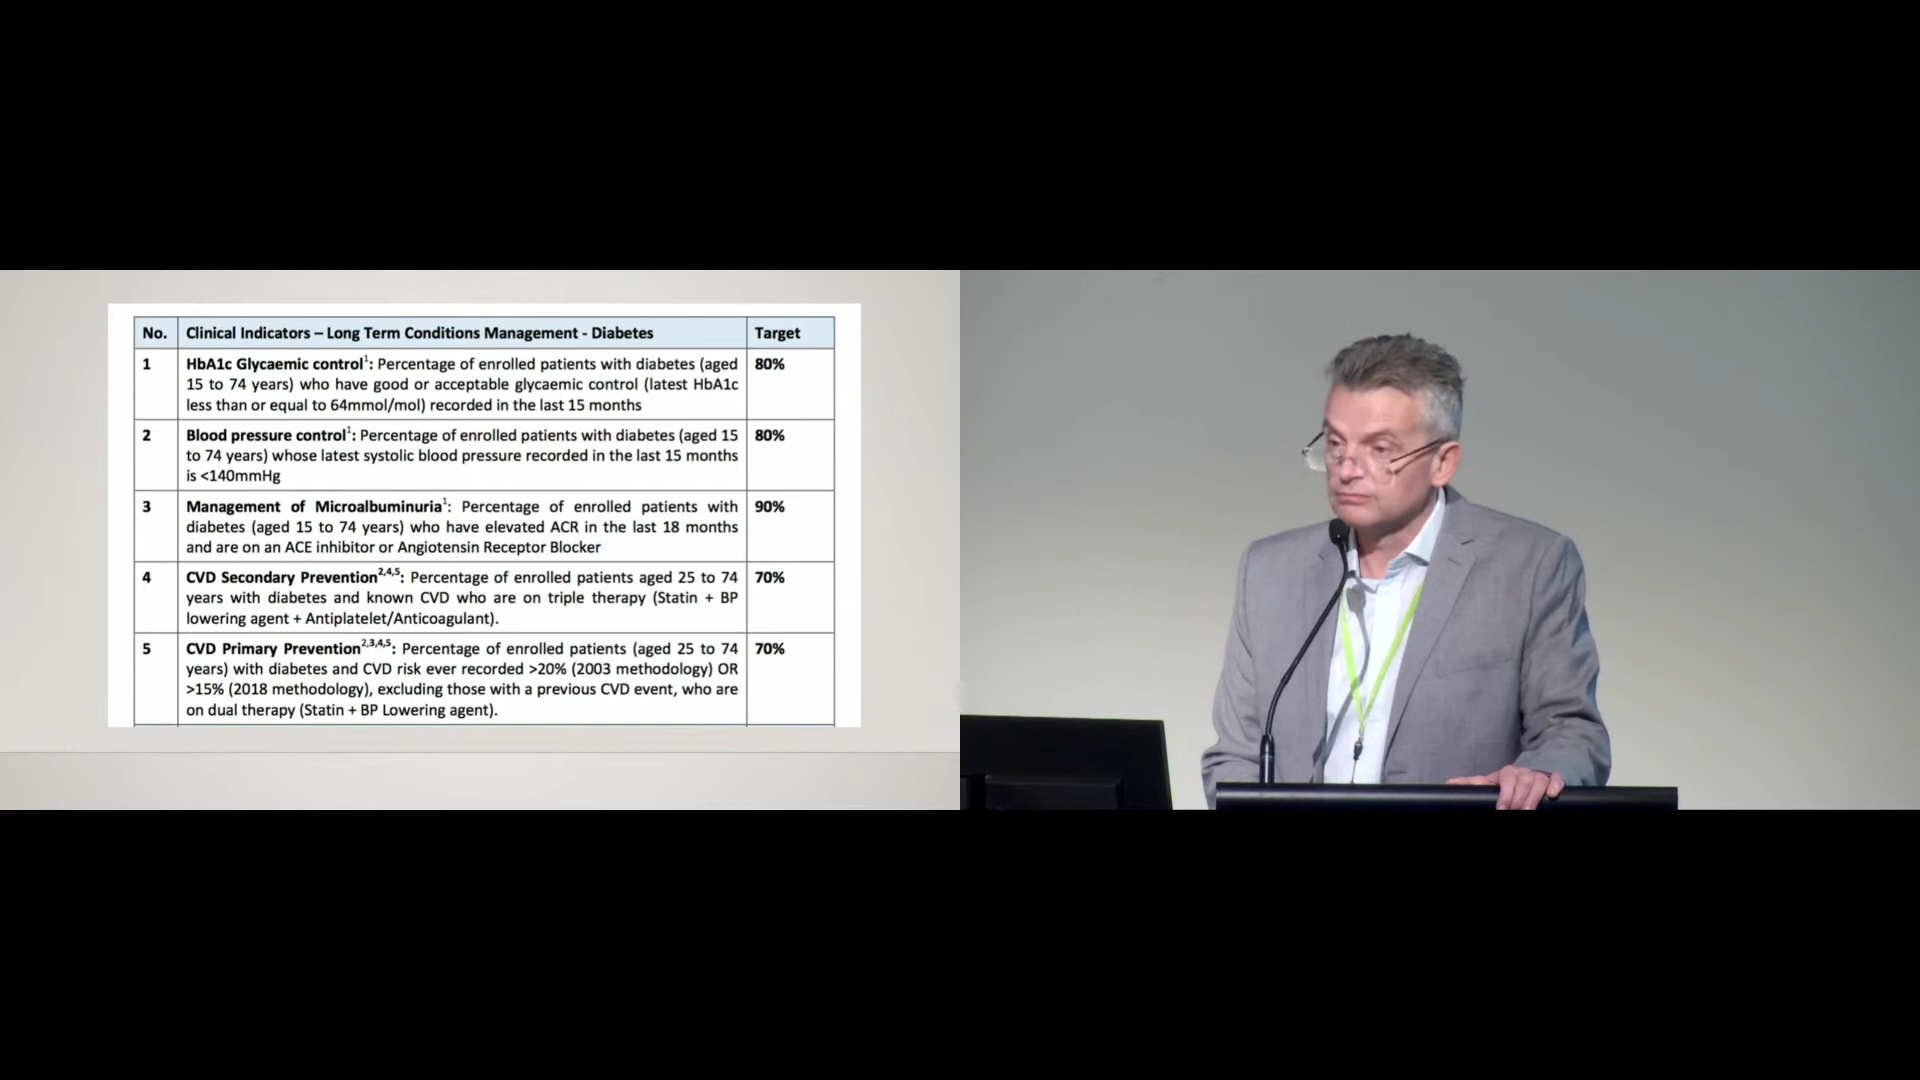 No. Clinical Indicators – Long Term Conditions Management - Diabetes Target
1 HbA1c Glycaemic control¹: Percentage of enrolled patients with diabetes (aged 80%
15 to 74 years) who have good or acceptable glycaemic control (latest HbA1c
less than or equal to 64mmol/mol) recorded in the last 15 months
2 Blood pressure control¹: Percentage of enrolled patients with diabetes (aged 15 80%
to 74 years) whose latest systolic blood pressure recorded in the last 15 months
is <140mmHg
3 Management of Microalbuminuria¹: Percentage of enrolled patients with 90%
diabetes (aged 15 to 74 years) who have elevated ACR in the last 18 months
and are on an ACE inhibitor or Angiotensin Receptor Blocker
4 CVD Secondary Prevention²,⁴,⁵: Percentage of enrolled patients aged 25 to 74 70%
years with diabetes and known CVD who are on triple therapy (Statin + BP
lowering agent + Antiplatelet/Anticoagulant).
5 CVD Primary Prevention²,³,⁴,⁵: Percentage of enrolled patients (aged 25 to 74 70%
years) with diabetes and CVD risk ever recorded >20% (2003 methodology) OR
>15% (2018 methodology), excluding those with a previous CVD event, who are
on dual therapy (Statin + BP Lowering agent).